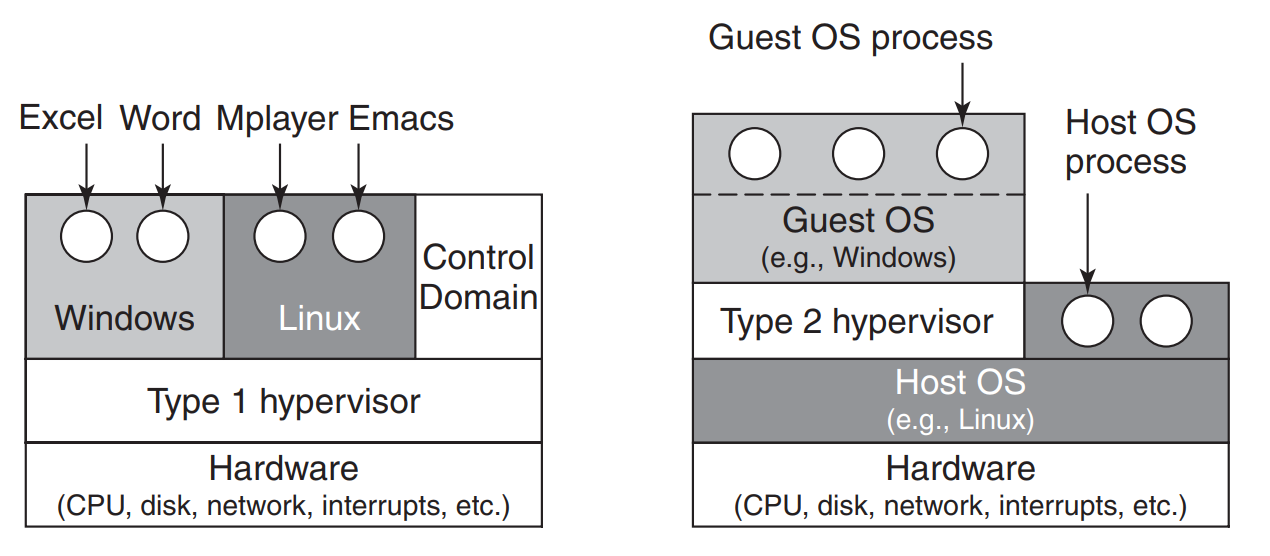 Excel Word Mplayer Emacs
Windows
Linux
Control
Domain
Type 1 hypervisor
Hardware
(CPU, disk, network, interrupts, etc.)
Guest OS process
Host OS
process
Guest OS
(e.g., Windows)
Type 2 hypervisor
Host OS
(e.g., Linux)
Hardware
(CPU, disk, network, interrupts, etc.)